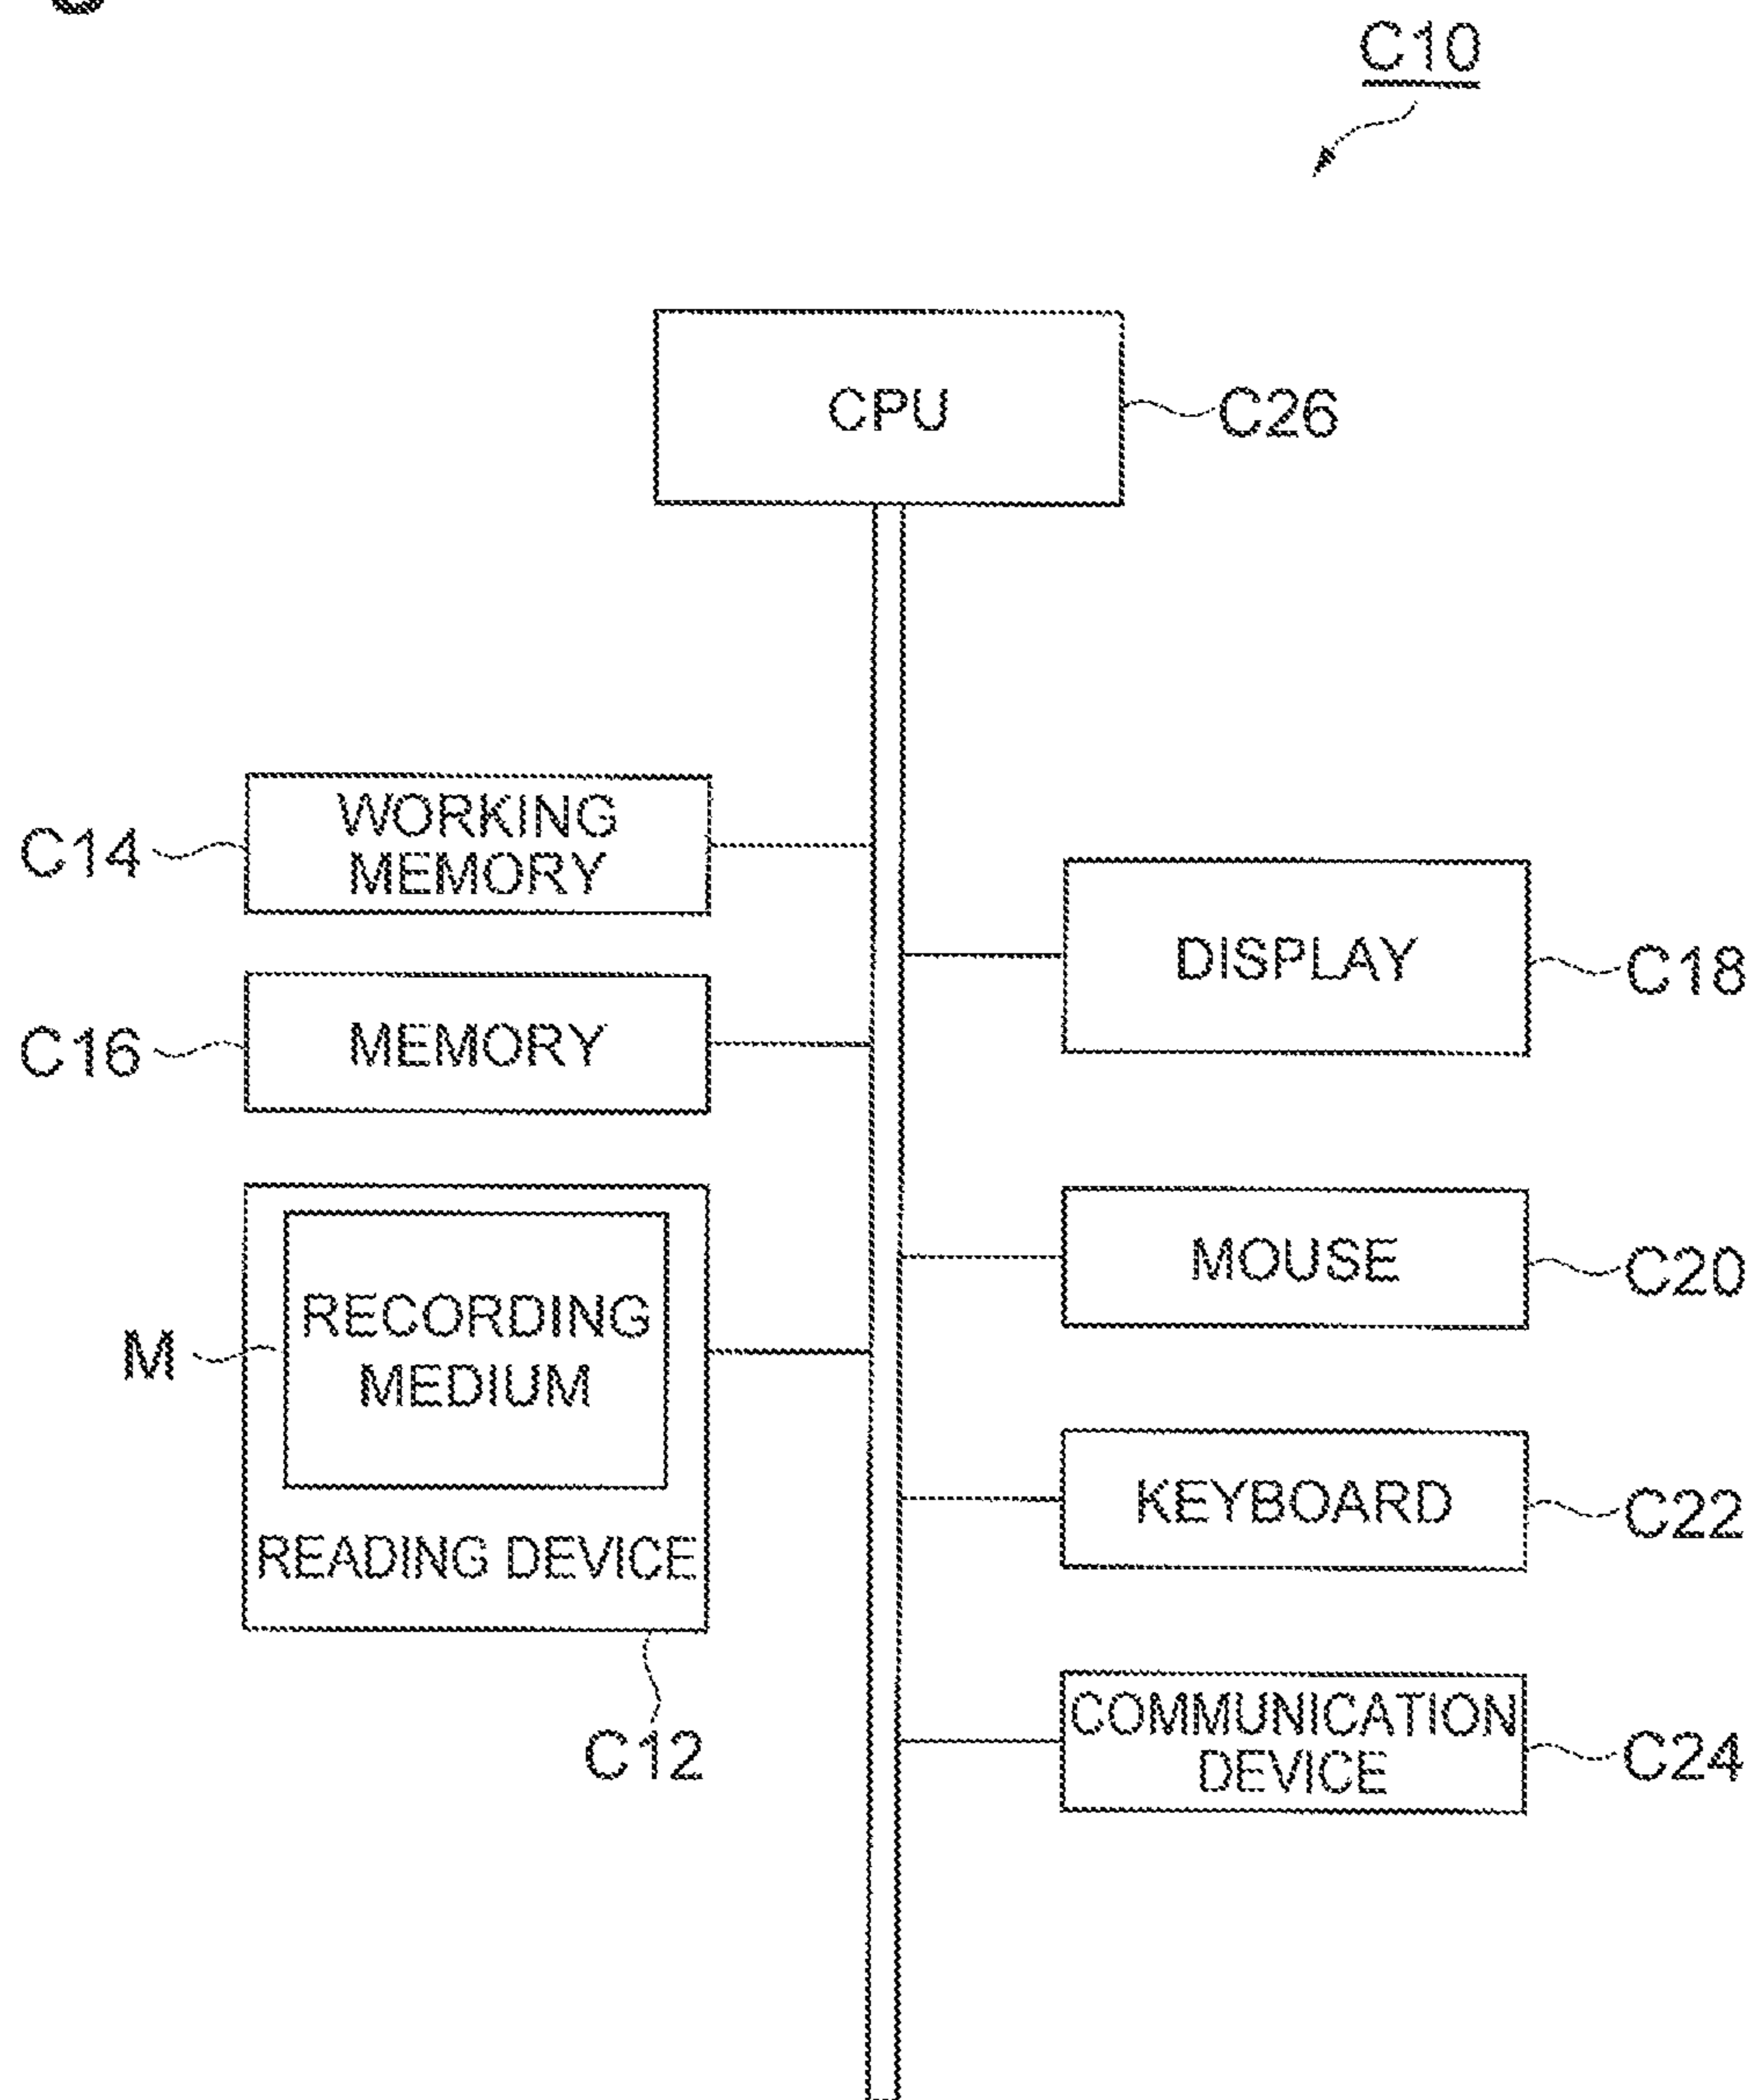 C10
CPU
C26
WORKING
MEMORY
C14
DISPLAY
C18
MEMORY
C16
MOUSE
C20
RECORDING
MEDIUM
M
KEYBOARD
C22
READING DEVICE
C12
COMMUNICATION
DEVICE
C24